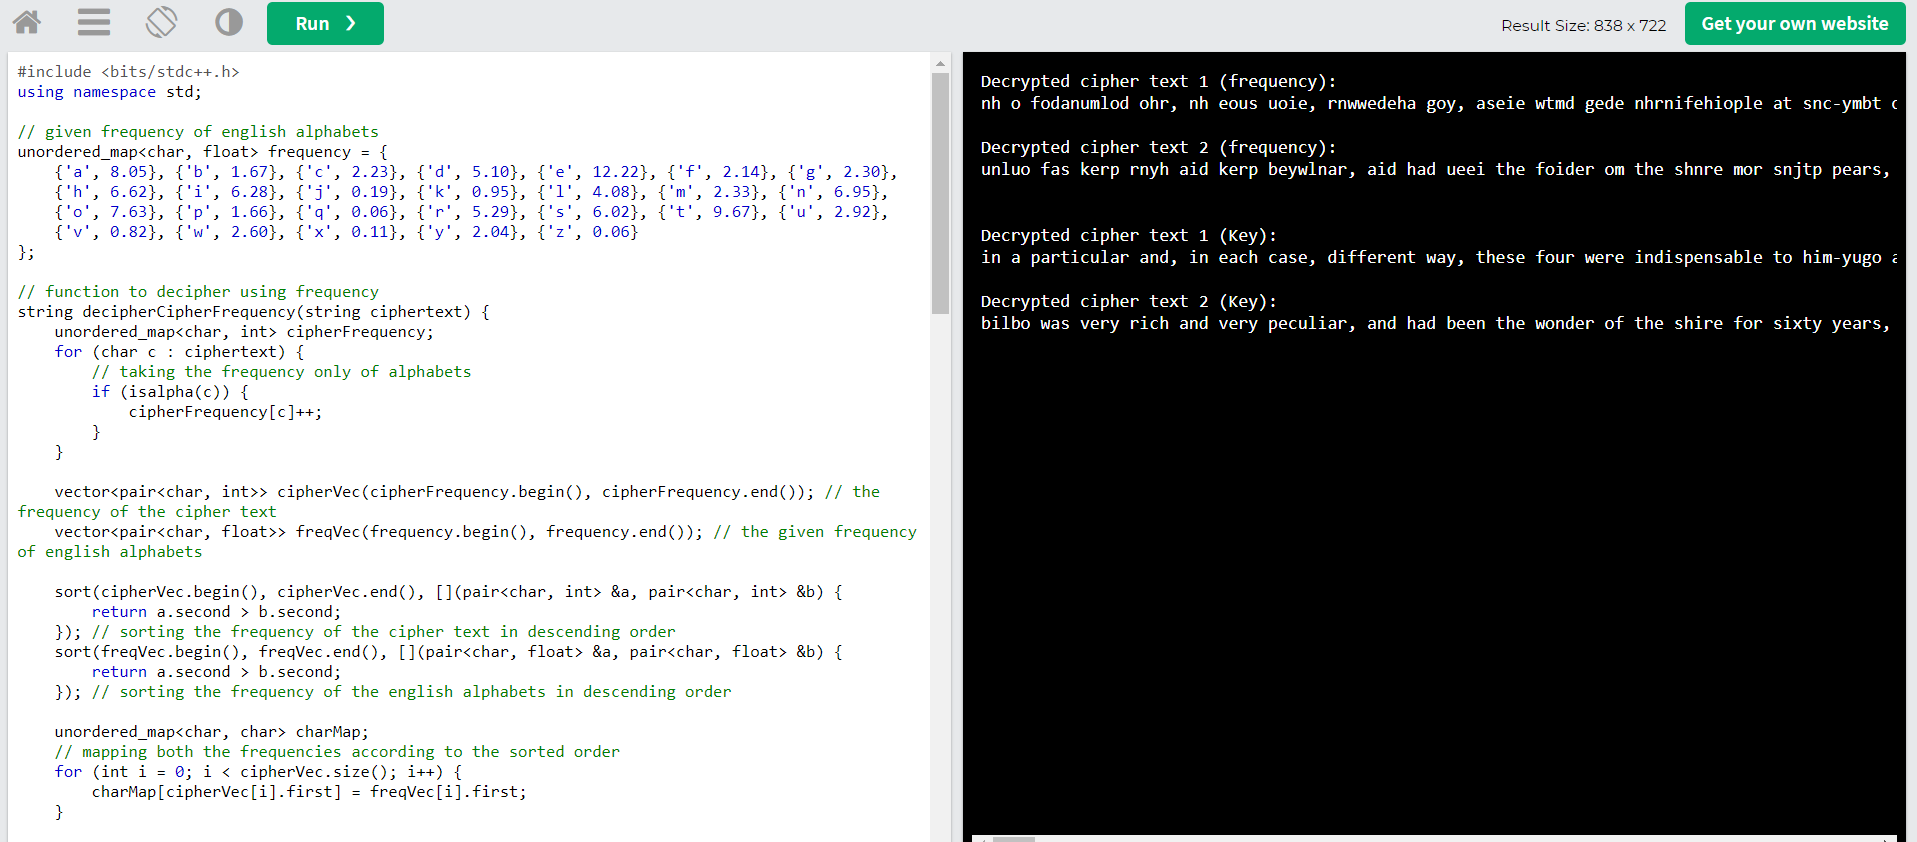 Run ❯
Result Size: 838 x 722
Get your own website
#include <bits/stdc++.h>
using namespace std;

// given frequency of english alphabets
unordered_map<char, float> frequency = {
    {'a', 8.05}, {'b', 1.67}, {'c', 2.23}, {'d', 5.10}, {'e', 12.22}, {'f', 2.14}, {'g', 2.30},
    {'h', 6.62}, {'i', 6.28}, {'j', 0.19}, {'k', 0.95}, {'l', 4.08}, {'m', 2.33}, {'n', 6.95},
    {'o', 7.63}, {'p', 1.66}, {'q', 0.06}, {'r', 5.29}, {'s', 6.02}, {'t', 9.67}, {'u', 2.92},
    {'v', 0.82}, {'w', 2.60}, {'x', 0.11}, {'y', 2.04}, {'z', 0.06}
};

// function to decipher using frequency
string decipherCipherFrequency(string ciphertext) {
    unordered_map<char, int> cipherFrequency;
    for (char c : ciphertext) {
        // taking the frequency only of alphabets
        if (isalpha(c)) {
            cipherFrequency[c]++;
        }
    }

    vector<pair<char, int>> cipherVec(cipherFrequency.begin(), cipherFrequency.end()); // the
frequency of the cipher text
    vector<pair<char, float>> freqVec(frequency.begin(), frequency.end()); // the given frequency
of english alphabets

    sort(cipherVec.begin(), cipherVec.end(), [](pair<char, int> &a, pair<char, int> &b) {
        return a.second > b.second;
    }); // sorting the frequency of the cipher text in descending order
    sort(freqVec.begin(), freqVec.end(), [](pair<char, float> &a, pair<char, float> &b) {
        return a.second > b.second;
    }); // sorting the frequency of the english alphabets in descending order

    unordered_map<char, char> charMap;
    // mapping both the frequencies according to the sorted order
    for (int i = 0; i < cipherVec.size(); i++) {
        charMap[cipherVec[i].first] = freqVec[i].first;
    }
Decrypted cipher text 1 (frequency):
nh o fodanumlod ohr, nh eous uoie, rnwwedeha goy, aseie wtmd gede nhrnifehiople at snc-ymbt

Decrypted cipher text 2 (frequency):
unluo fas kerp rnyh aid kerp beywlnar, aid had ueei the foider om the shnre mor snjtp pears,

Decrypted cipher text 1 (Key):
in a particular and, in each case, different way, these four were indispensable to him-yugo

Decrypted cipher text 2 (Key):
bilbo was very rich and very peculiar, and had been the wonder of the shire for sixty years,